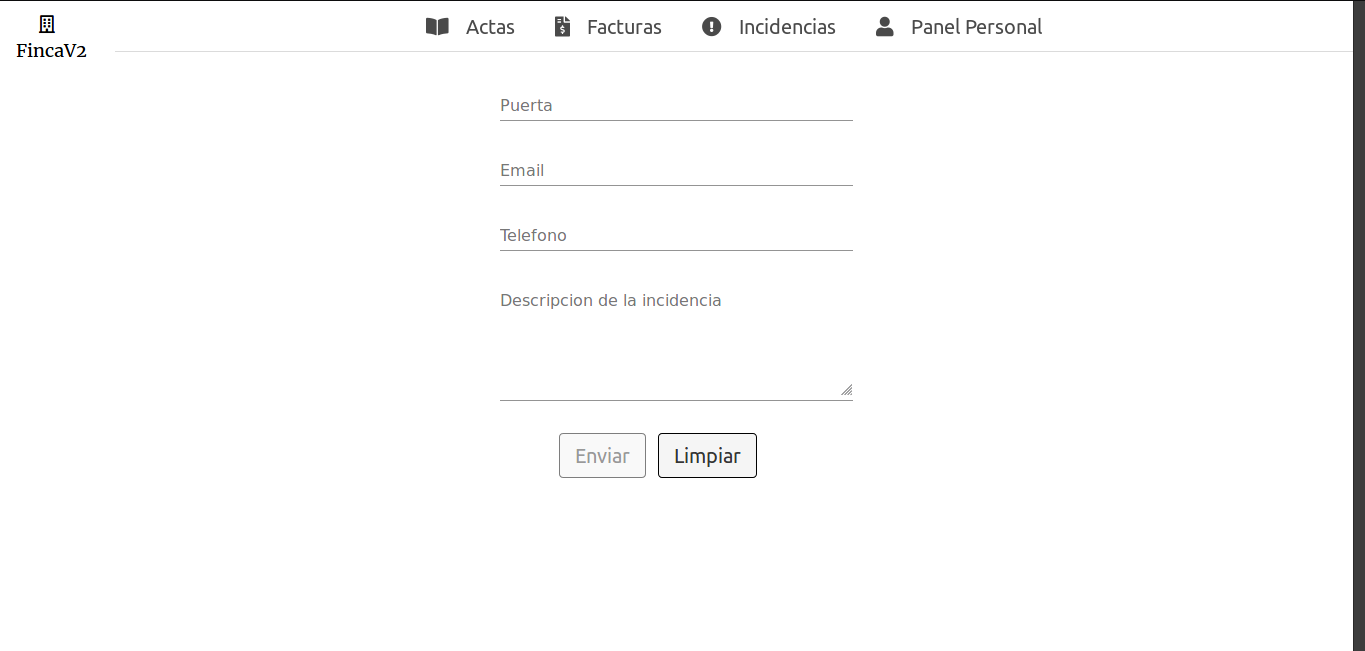 FincaV2
Actas Facturas Incidencias Panel Personal
Puerta
Email
Telefono
Descripcion de la incidencia
Enviar Limpiar